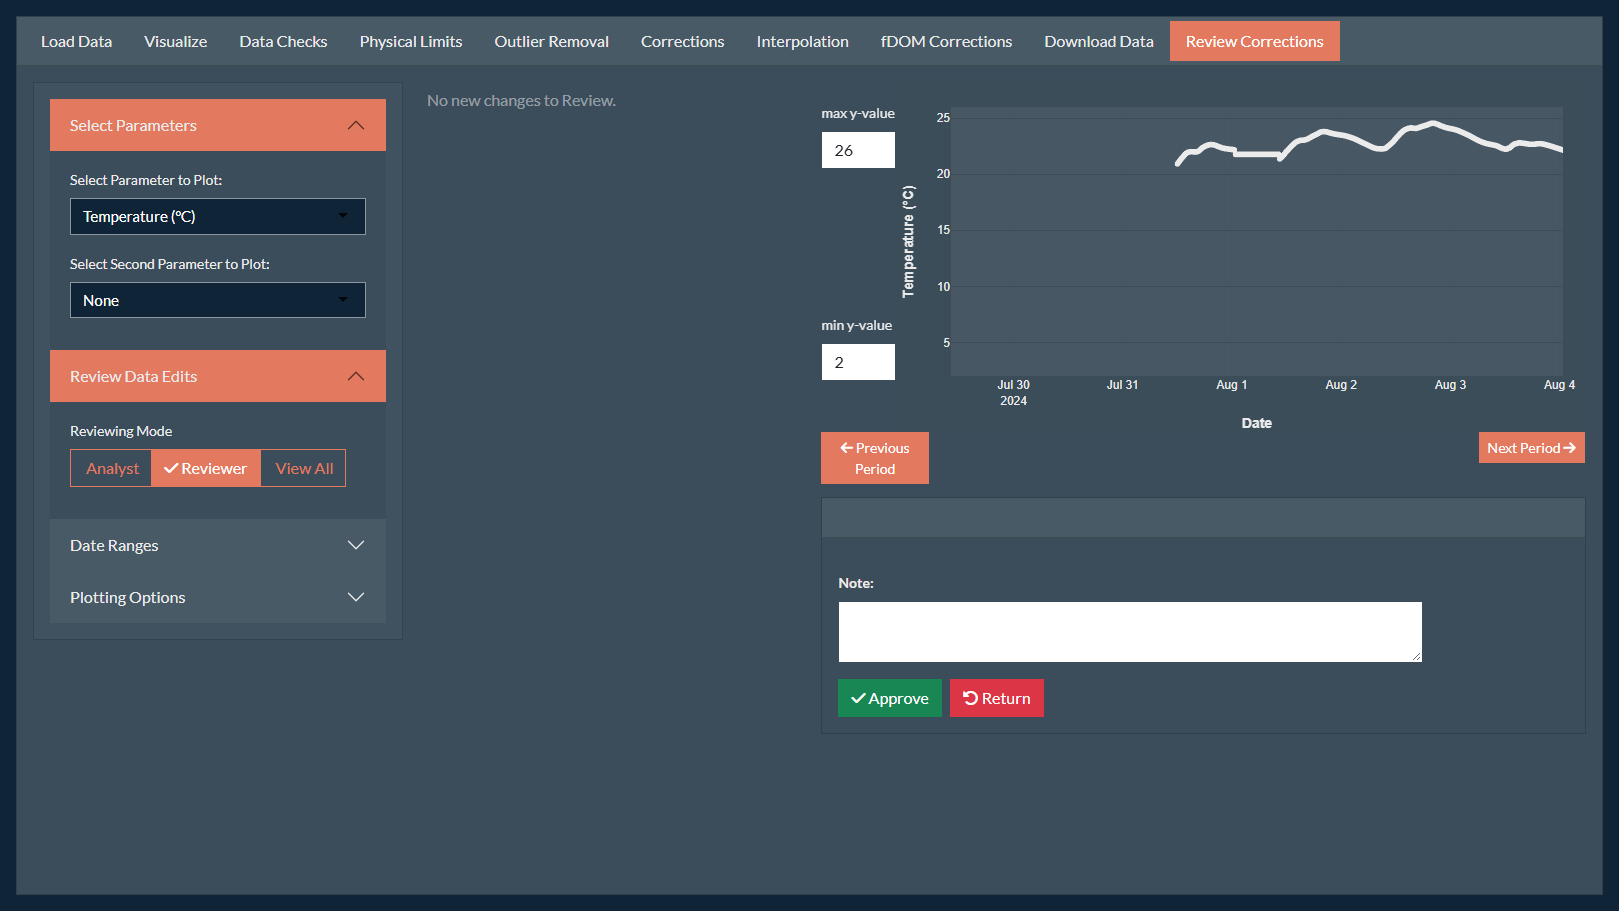 Load Data
Visualize
Data Checks
Physical Limits
Outlier Removal
Corrections
Interpolation
fDOM Corrections
Download Data
Review Corrections
Select Parameters
Select Parameter to Plot:
Temperature (°C)
Select Second Parameter to Plot:
None
Review Data Edits
Reviewing Mode
Analyst
Reviewer
View All
Date Ranges
Plotting Options
No new changes to Review.
max y-value
26
min y-value
2
Temperature (°C)
25
20
15
10
5
Jul 30
2024
Jul 31
Aug 1
Aug 2
Aug 3
Aug 4
Date
Previous
Period
Next Period
Note:
Approve
Return